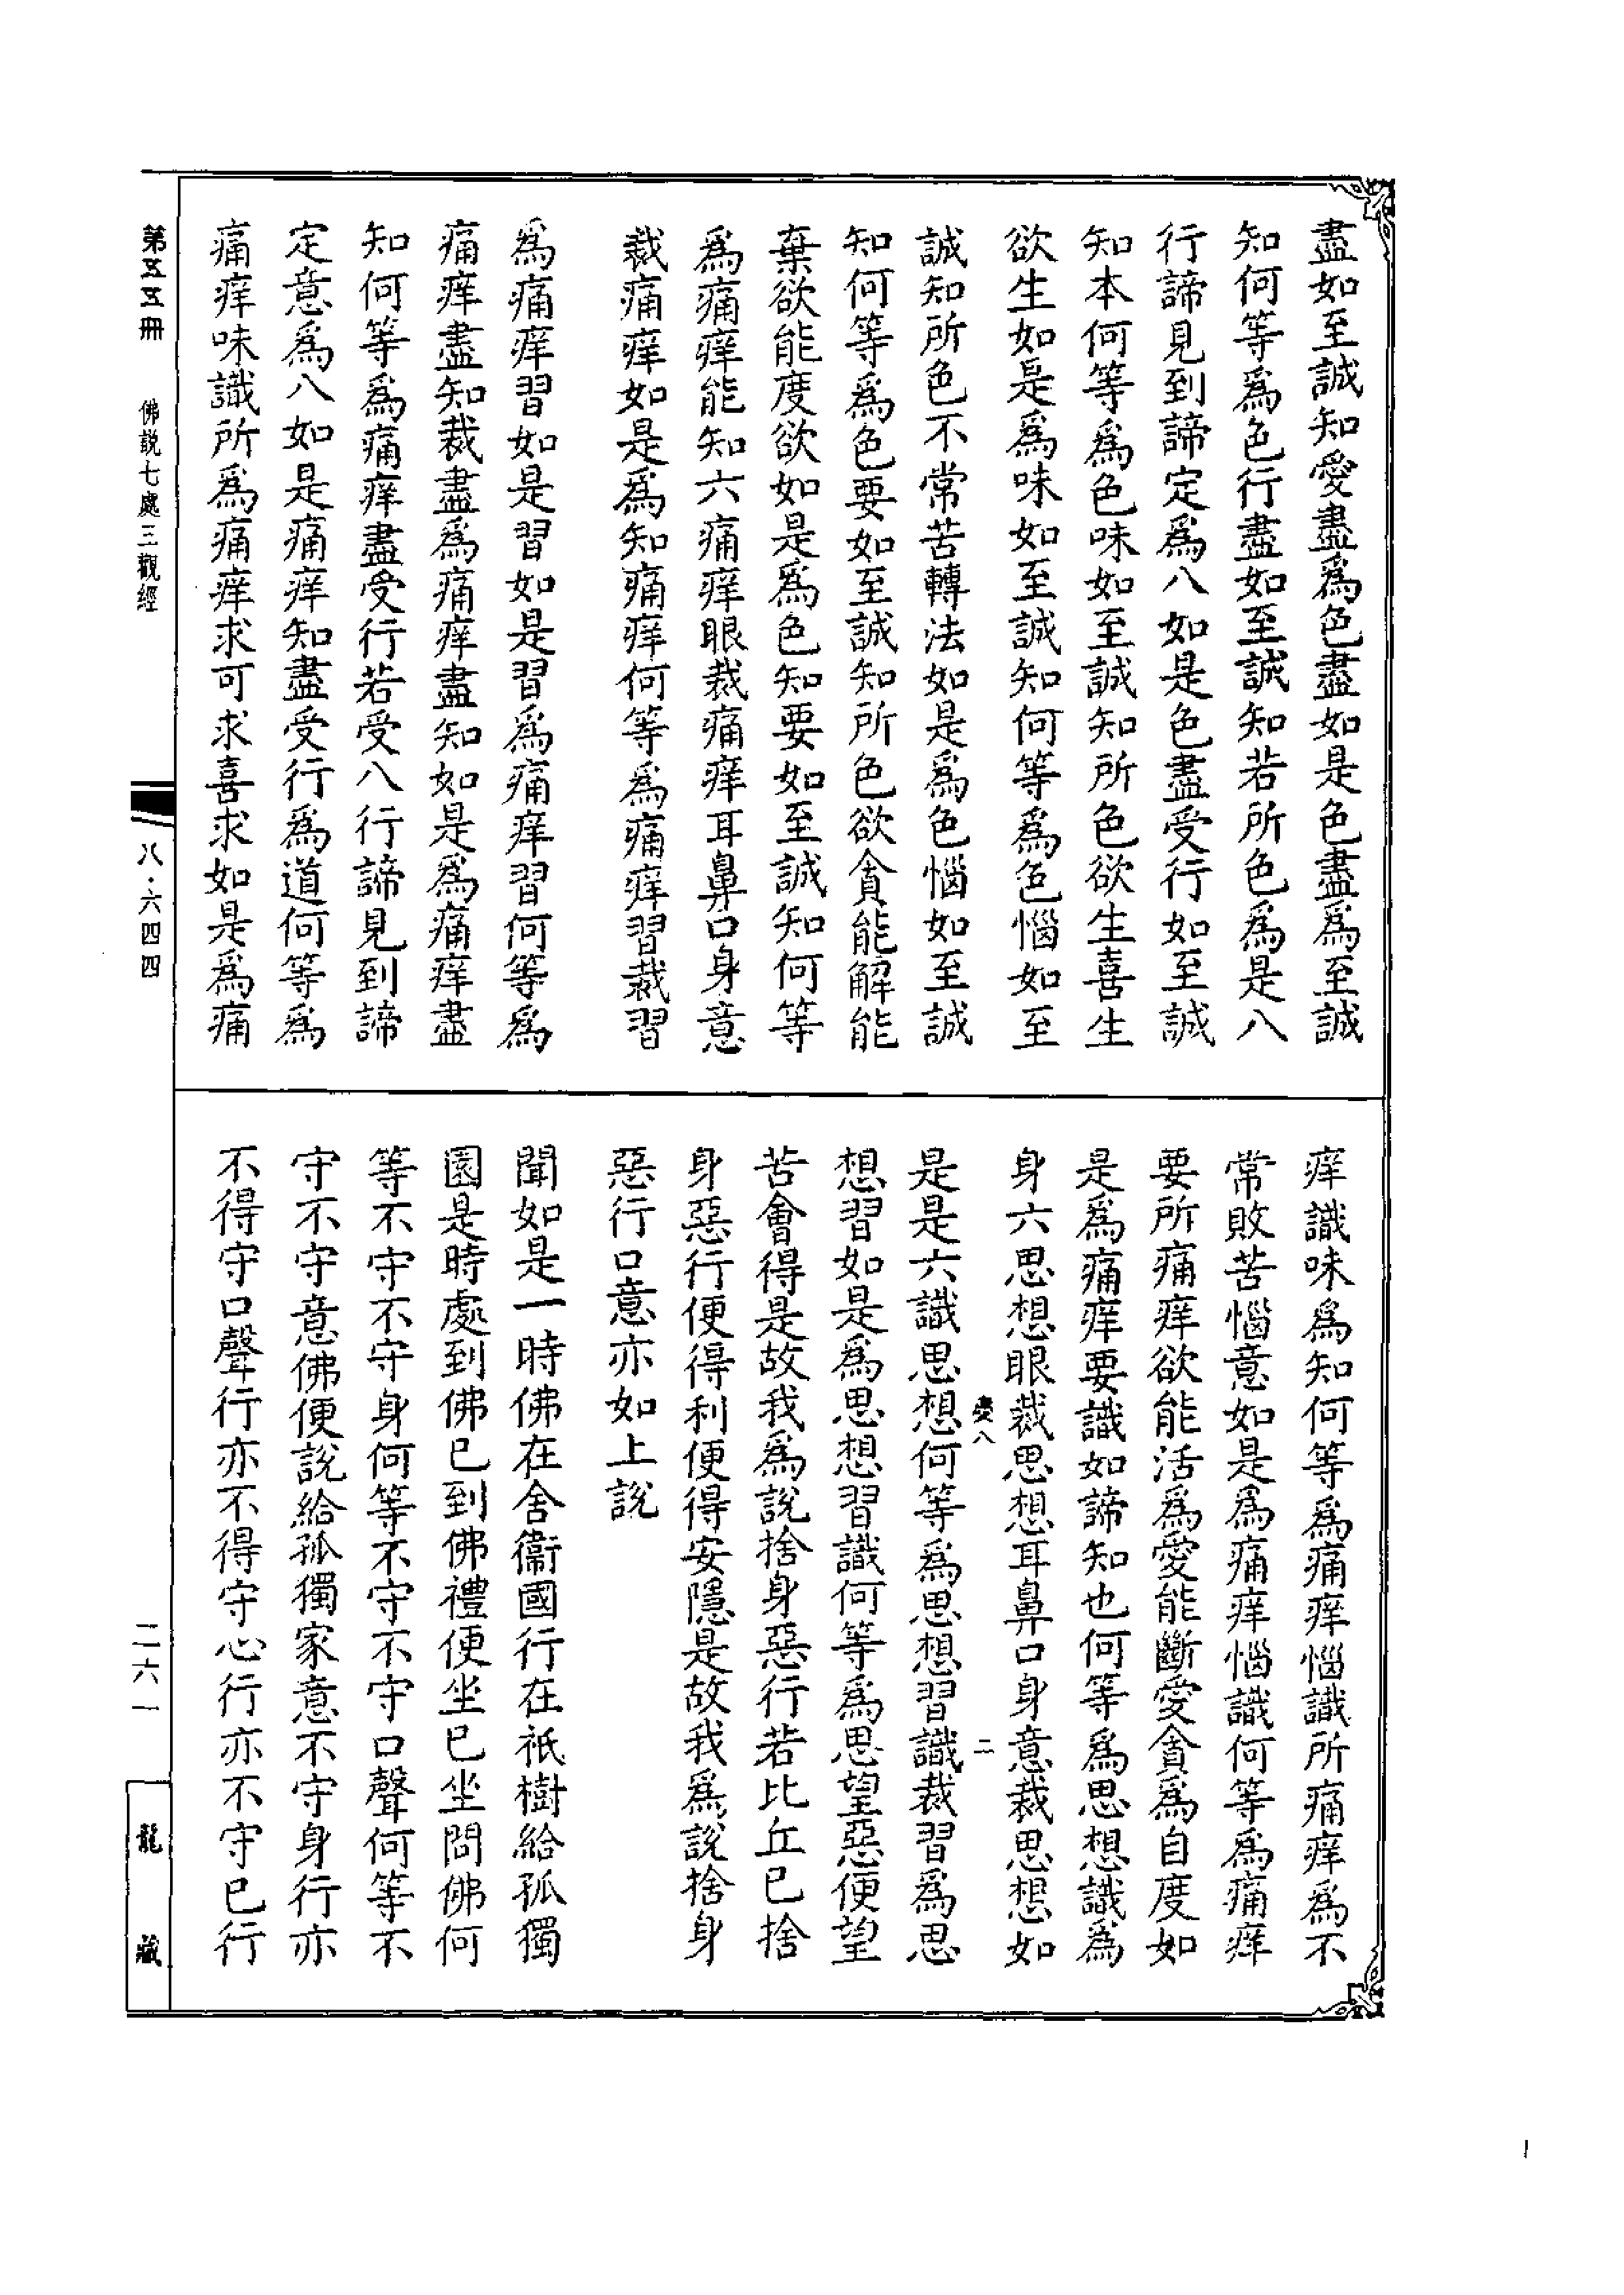 盡如至誠知愛盡爲色盡如是色盡爲至誠
知何等爲色行盡如至誠知若所色爲是八
行諦見到諦定爲八如是色盡受行如至誠
知本何等爲色味如至誠知所色欲生喜生
欲生如是爲味如至誠知何等爲色惱如至
誠知所色不常苦轉法如是爲色惱如至誠
知何等爲色要如至誠知所色欲貪能解能
棄欲能度欲如是爲色知要如至誠知何等
爲痛痒能知六痛痒眼裁痛痒耳鼻口身意
裁痛痒如是爲知痛痒何等爲痛痒習裁習
爲痛痒習如是習如是習爲痛痒習何等爲
痛痒盡知裁盡爲痛痒盡知如是爲痛痒盡
知何等爲痛痒盡受行若受八行諦見到諦
定意爲八如是痛痒知盡受行爲道何等爲
痛痒味識所爲痛痒求可求喜求如是爲痛
痒識味爲知何等爲痛痒惱識所痛痒爲不
常敗苦惱意如是爲痛痒惱識何等爲痛痒
要所痛痒欲能活爲愛能斷愛貪爲自度如
是爲痛痒要識如諦知也何等爲思想識爲
身六思想眼裁思想耳鼻口身意裁思想如
履八 二
是是六識思想何等爲思想習識裁習爲思
想習如是爲思想習識何等爲思望惡便望
苦會得是故我爲說捨身惡行若比丘已捨
身惡行便得利便得安隱是故我爲說捨身
惡行口意亦如上說
聞如是一時佛在舍衞國行在祇樹給孤獨
園是時處到佛已到佛禮便坐已坐問佛何
等不守不守身何等不守不守口聲何等不
守不守意佛便說給孤獨家意不守身行亦
不得守口聲行亦不得守心行亦不守已行
第五五冊 佛説七處三觀經 八·六四四
二六一 龍藏